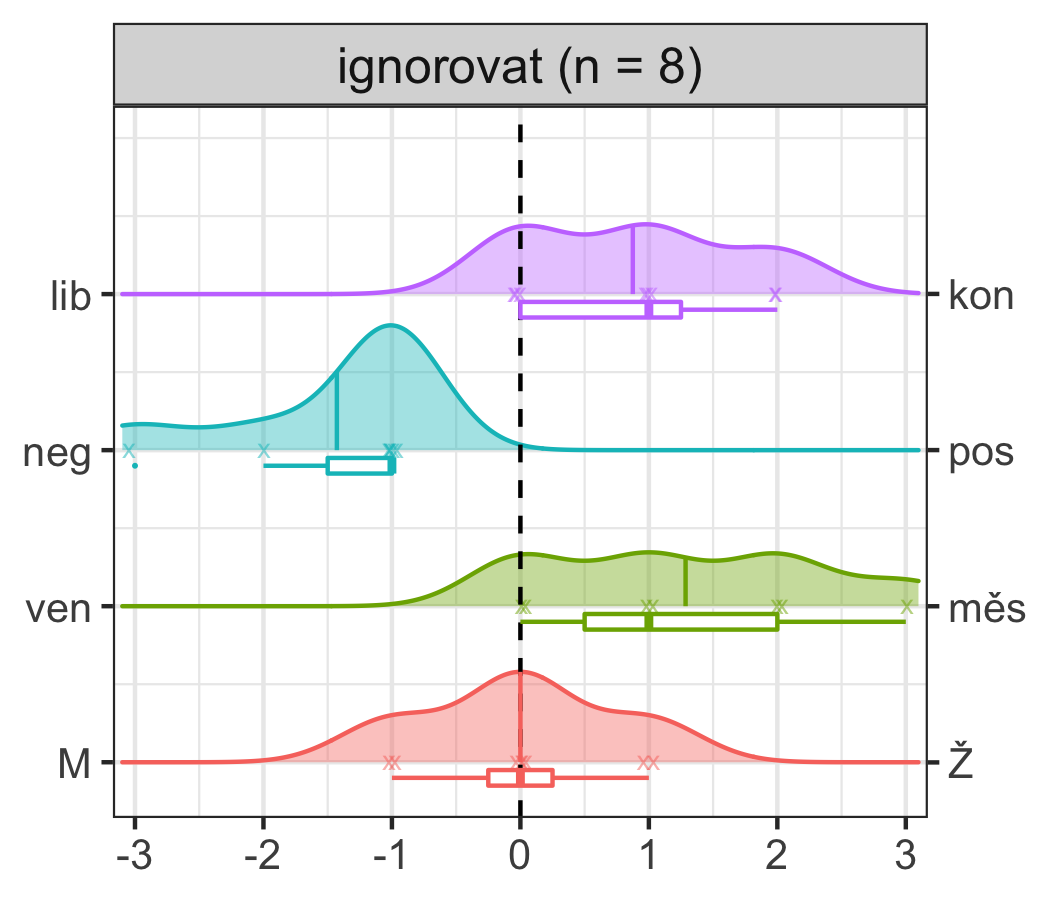 ignorovat (n = 8)
lib kon
neg pos
ven měs
M Ž
-3 -2 -1 0 1 2 3